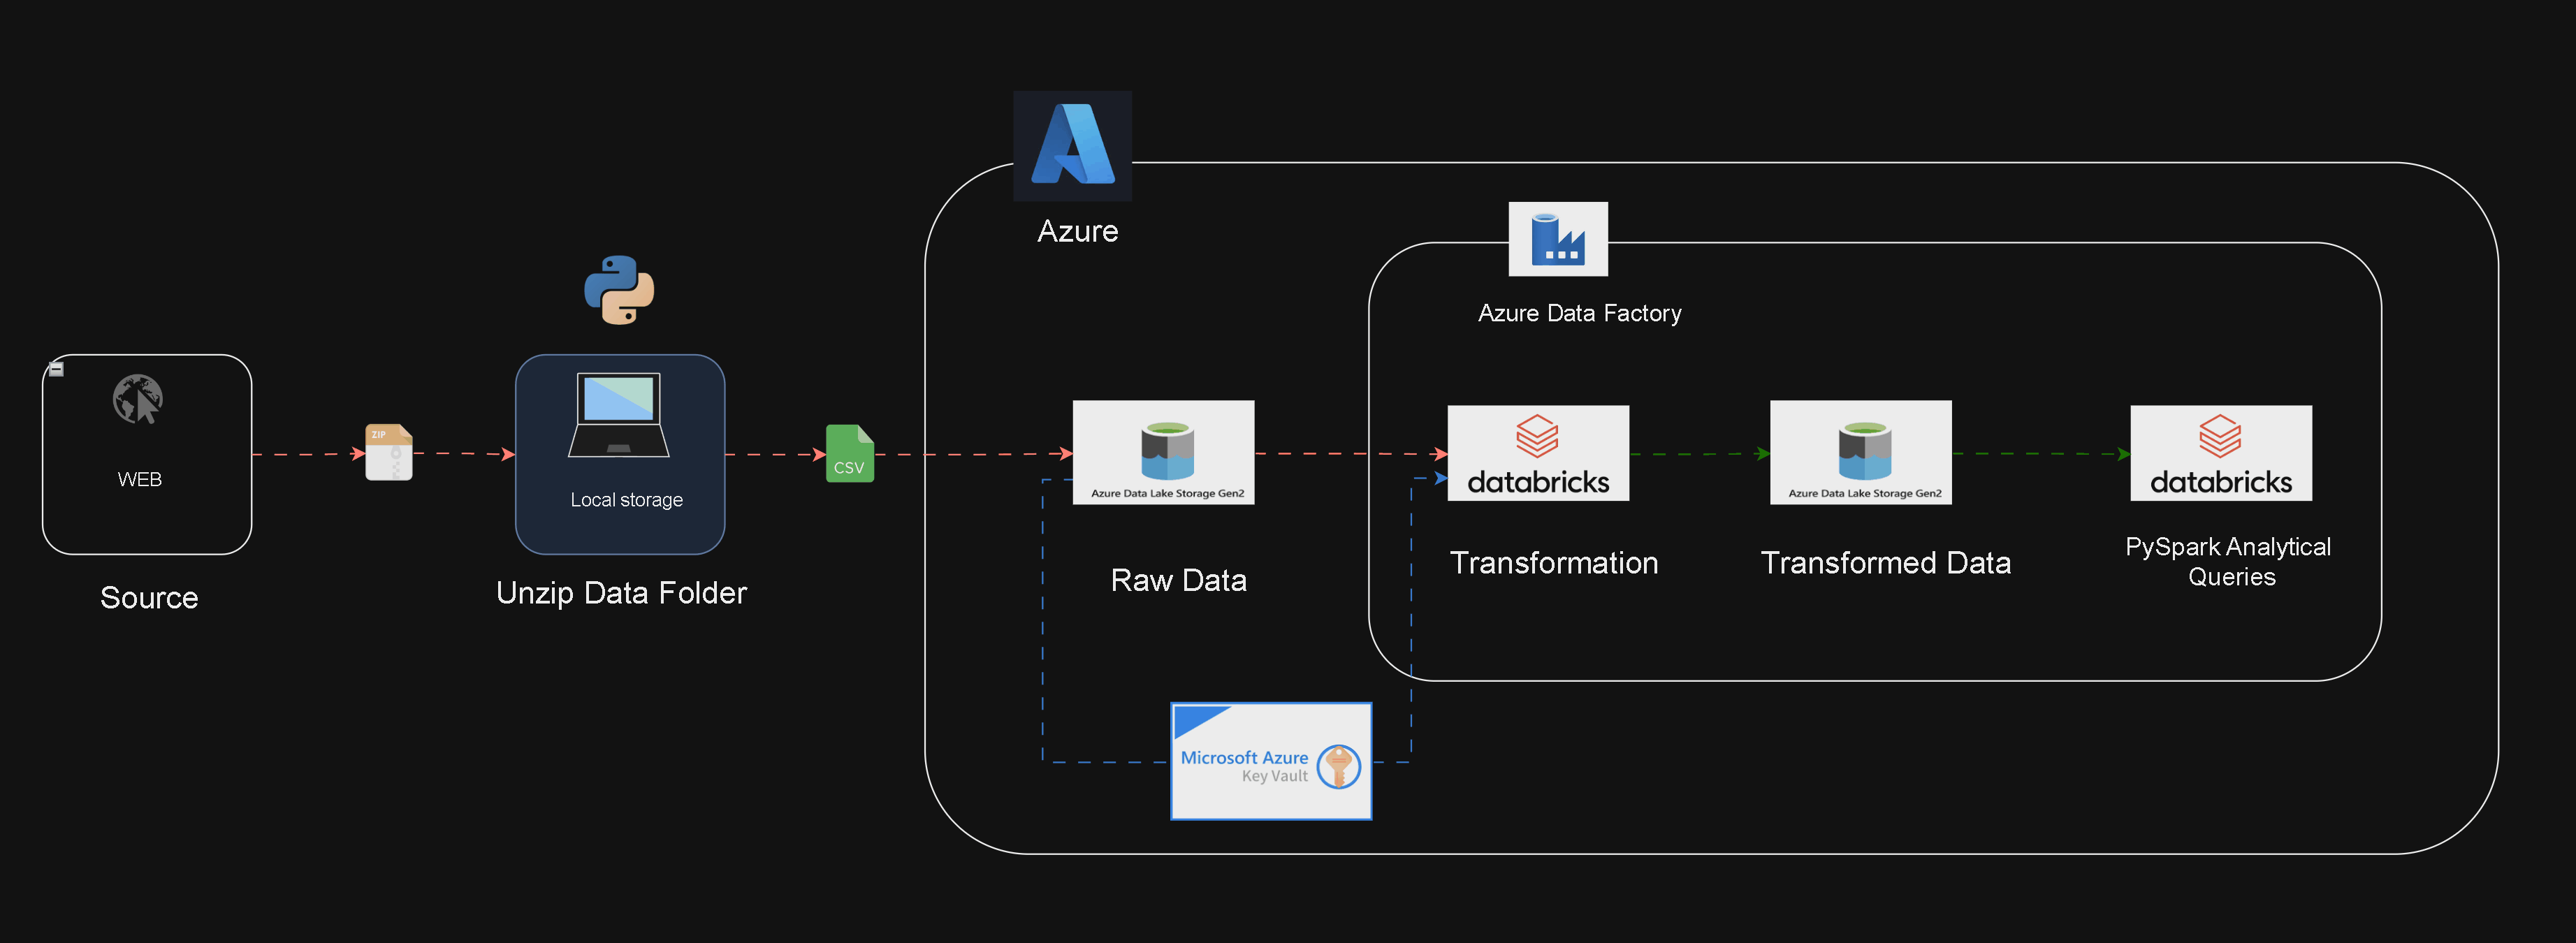 Azure
Azure Data Factory
WEB
Source
ZIP
Local storage
Unzip Data Folder
CSV
Azure Data Lake Storage Gen2
Raw Data
databricks
Transformation
Azure Data Lake Storage Gen2
Transformed Data
databricks
PySpark Analytical
Queries
Microsoft Azure
Key Vault